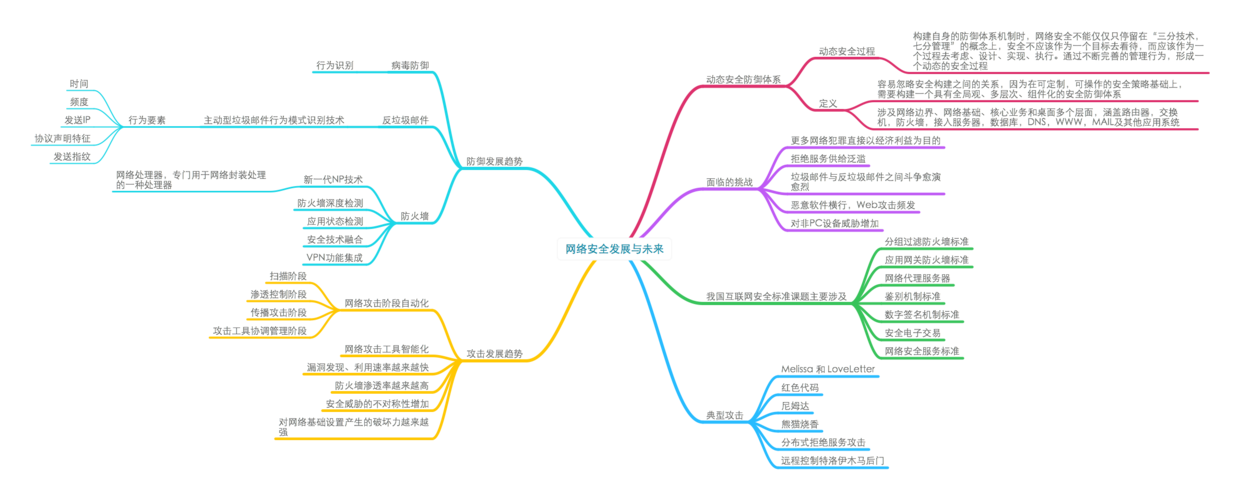 网络安全发展与未来
动态安全防御体系
动态安全过程
构建自身的防御体系机制时，网络安全不能仅仅只停留在“三分技术，
七分管理”的概念上，安全不应该作为一个目标去看待，而应该作为一
个过程去考虑、设计、实现、执行。通过不断完善的管理行为，形成一
个动态的安全过程
定义
容易忽略安全构建之间的关系，因为在可定制，可操作的安全策略基础上，
需要构建一个具有全局观、多层次、组件化的安全防御体系
涉及网络边界、网络基础、核心业务和桌面多个层面，涵盖路由器，交换
机，防火墙，接入服务器，数据库，DNS，WWW，MAIL及其他应用系统
面临的挑战
更多网络犯罪直接以经济利益为目的
拒绝服务供给泛滥
垃圾邮件与反垃圾邮件之间斗争愈演
愈烈
恶意软件横行，Web攻击频发
对非PC设备威胁增加
我国互联网安全标准课题主要涉及
分组过滤防火墙标准
应用网关防火墙标准
网络代理服务器
鉴别机制标准
数字签名机制标准
安全电子交易
网络安全服务标准
典型攻击
Melissa 和 LoveLetter
红色代码
尼姆达
熊猫烧香
分布式拒绝服务攻击
远程控制特洛伊木马后门
防御发展趋势
病毒防御
行为识别
反垃圾邮件
主动型垃圾邮件行为模式识别技术
行为要素
时间
频度
发送IP
协议声明特征
发送指纹
防火墙
新一代NP技术
网络处理器、专门用于网络封装处理
的一种处理器
防火墙深度检测
应用状态检测
安全技术融合
VPN功能集成
攻击发展趋势
网络攻击阶段自动化
扫描阶段
渗透控制阶段
传播攻击阶段
攻击工具协调管理阶段
网络攻击工具智能化
漏洞发现、利用速率越来越快
防火墙渗透率越来越高
安全威胁的不对称性增加
对网络基础设置产生的破坏力越来越
强